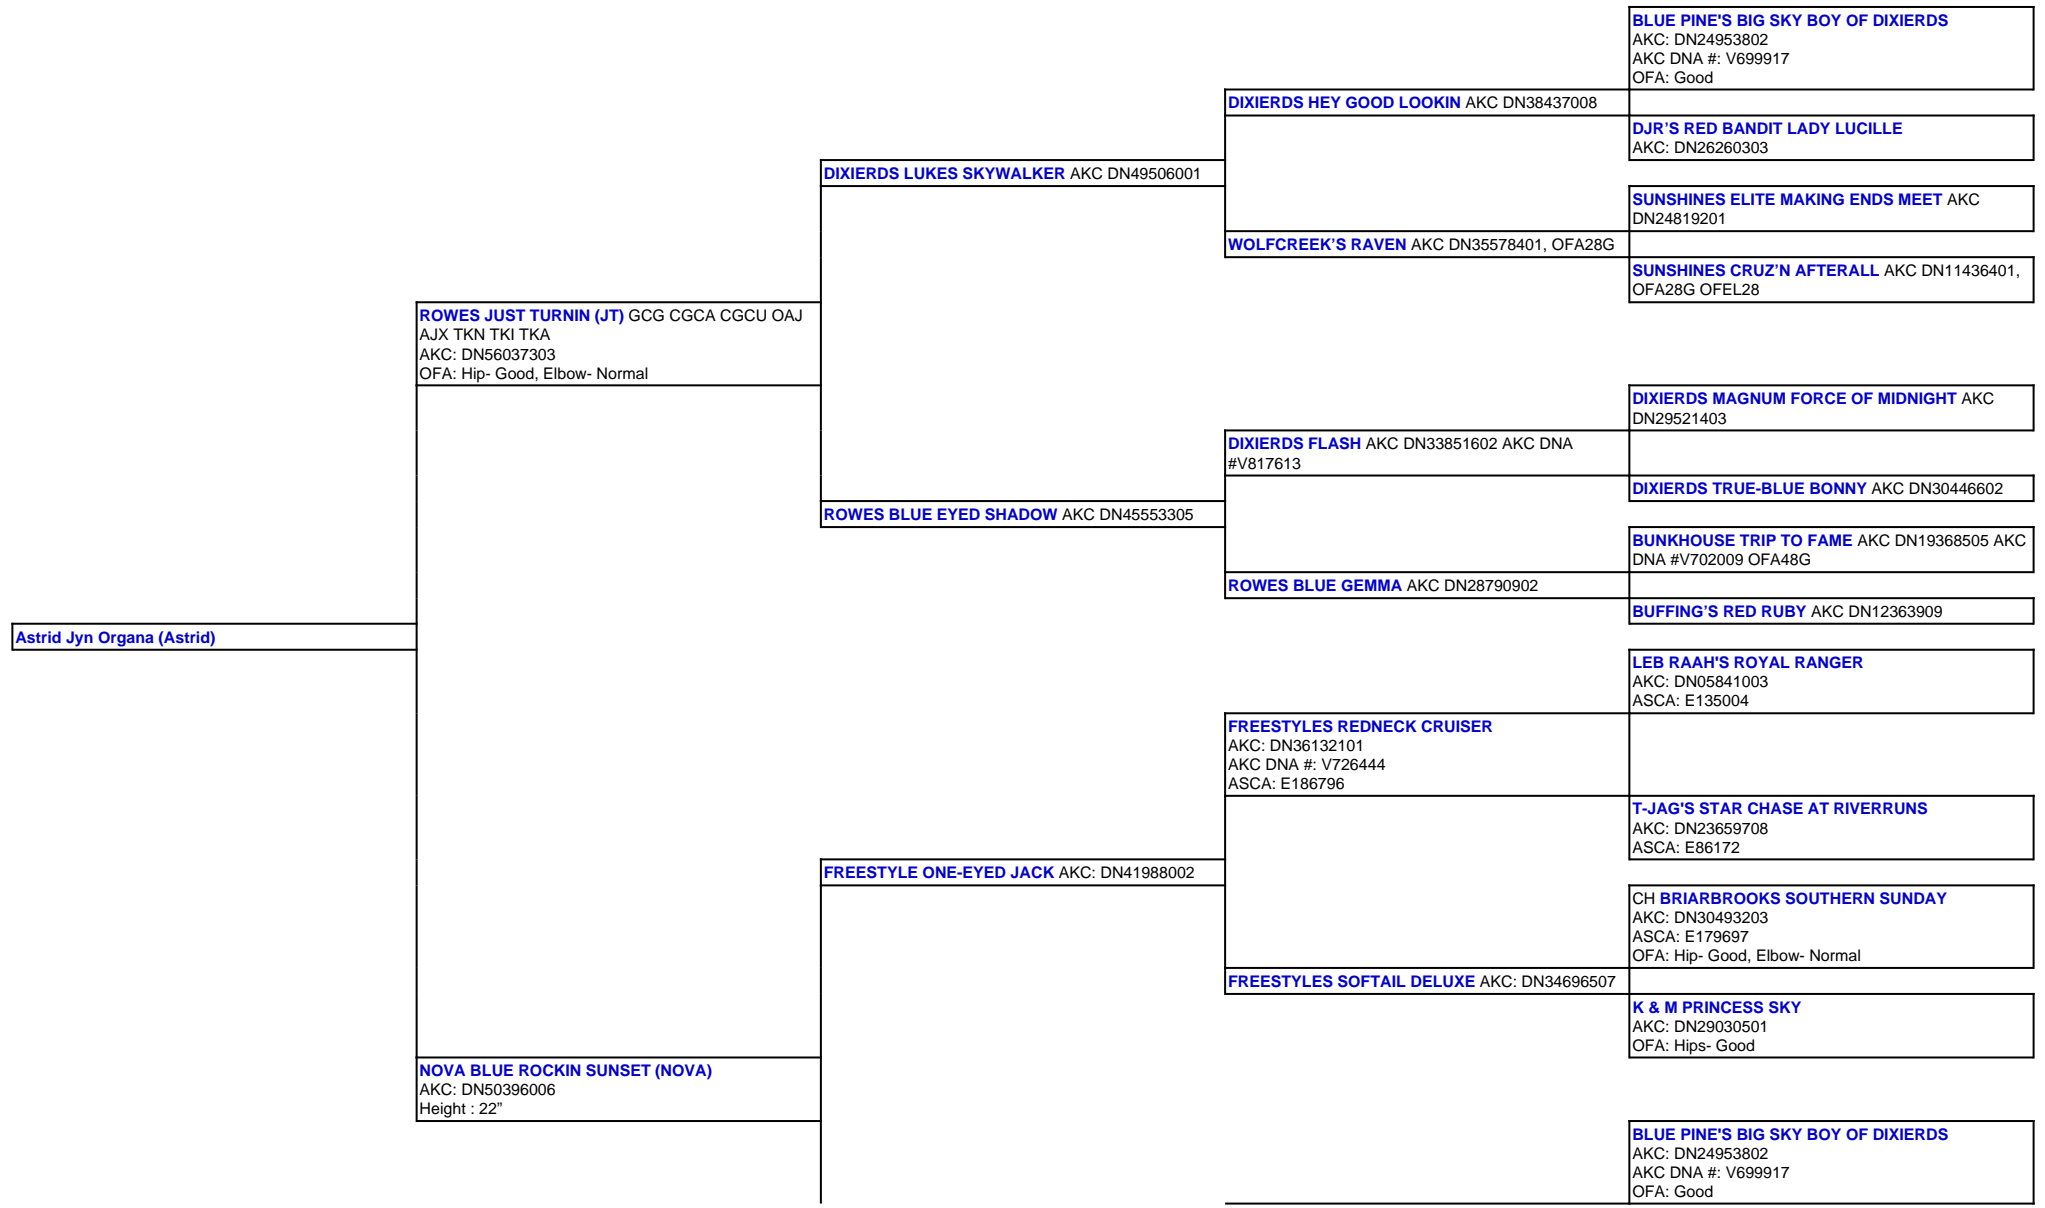 BLUE PINE'S BIG SKY BOY OF DIXIERDS
AKC: DN24953802
AKC DNA #: V699917
OFA: Good
DIXIERDS HEY GOOD LOOKIN AKC DN38437008
DJR’S RED BANDIT LADY LUCILLE
AKC: DN26260303
DIXIERDS LUKES SKYWALKER AKC DN49506001
SUNSHINES ELITE MAKING ENDS MEET AKC
DN24819201
WOLFCREEK’S RAVEN AKC DN35578401, OFA28G
SUNSHINES CRUZ’N AFTERALL AKC DN11436401,
OFA28G OFEL28
ROWES JUST TURNIN (JT) GCG CGCA CGCU OAJ
AJX TKN TKI TKA
AKC: DN56037303
OFA: Hip- Good, Elbow- Normal
DIXIERDS MAGNUM FORCE OF MIDNIGHT AKC
DN29521403
DIXIERDS FLASH AKC DN33851602 AKC DNA
#V817613
DIXIERDS TRUE-BLUE BONNY AKC DN30446602
ROWES BLUE EYED SHADOW AKC DN45553305
BUNKHOUSE TRIP TO FAME AKC DN19368505 AKC
DNA #V702009 OFA48G
ROWES BLUE GEMMA AKC DN28790902
BUFFING’S RED RUBY AKC DN12363909
Astrid Jyn Organa (Astrid)
LEB RAAH'S ROYAL RANGER
AKC: DN05841003
ASCA: E135004
FREESTYLES REDNECK CRUISER
AKC: DN36132101
AKC DNA #: V726444
ASCA: E186796
T-JAG'S STAR CHASE AT RIVERRUNS
AKC: DN23659708
ASCA: E86172
FREESTYLE ONE-EYED JACK AKC: DN41988002
CH BRIARBROOKS SOUTHERN SUNDAY
AKC: DN30493203
ASCA: E179697
OFA: Hip- Good, Elbow- Normal
FREESTYLES SOFTAIL DELUXE AKC: DN34696507
K & M PRINCESS SKY
AKC: DN29030501
OFA: Hips- Good
NOVA BLUE ROCKIN SUNSET (NOVA)
AKC: DN50396006
Height : 22”
BLUE PINE'S BIG SKY BOY OF DIXIERDS
AKC: DN24953802
AKC DNA #: V699917
OFA: Good